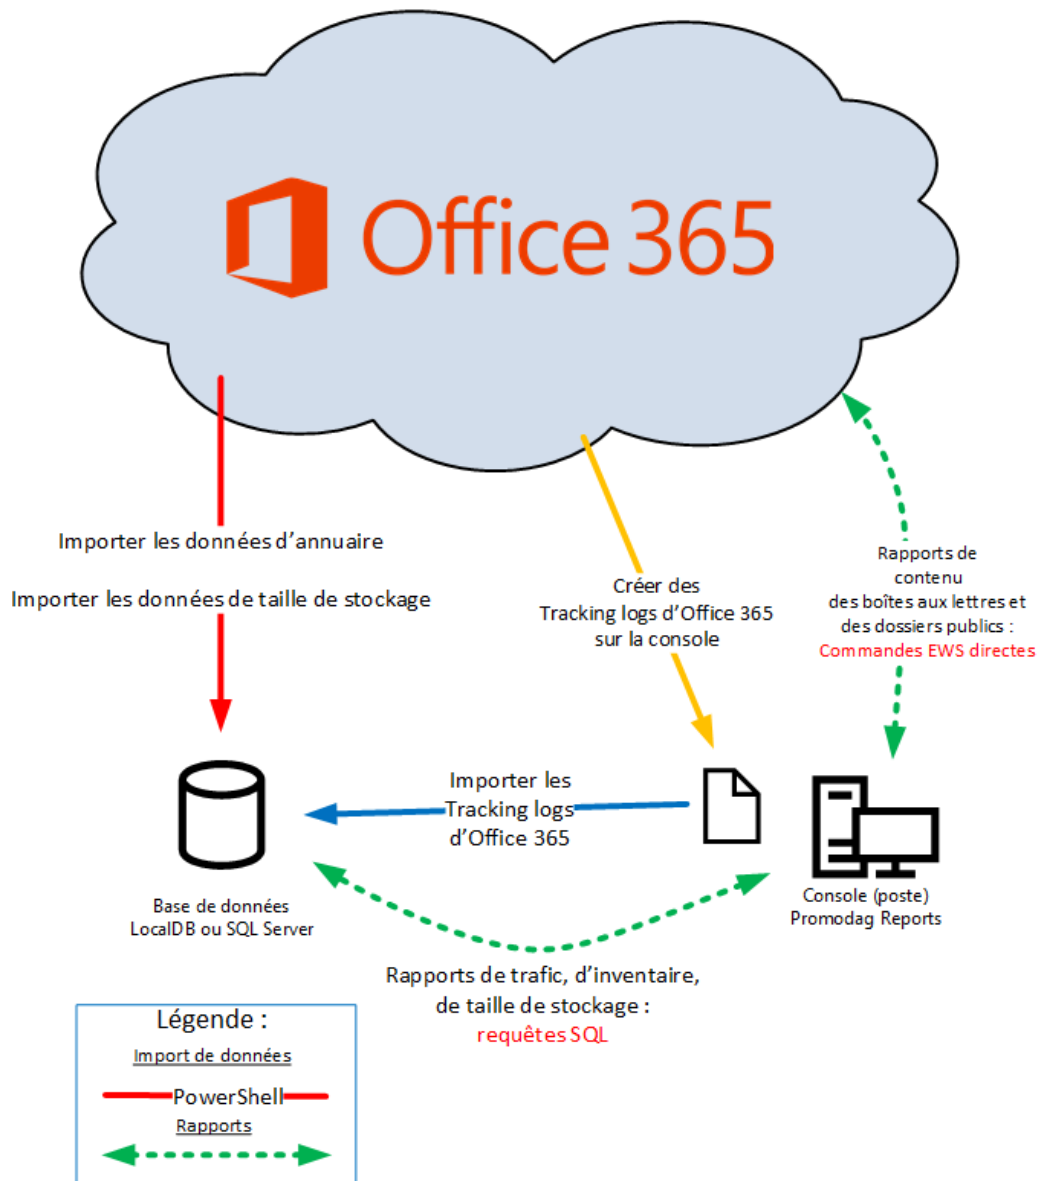 Office 365
Importer les données d'annuaire
Importer les données de taille de stockage
Créer des
Tracking logs d'Office 365
sur la console
Rapports de
contenu
des boîtes aux lettres et
des dossiers publics :
Commandes EWS directes
Importer les
Tracking logs
d'Office 365
Base de données
LocalDB ou SQL Server
Console (poste)
Promodag Reports
Rapports de trafic, d'inventaire,
de taille de stockage :
requêtes SQL
Légende :
Import de données
PowerShell
Rapports